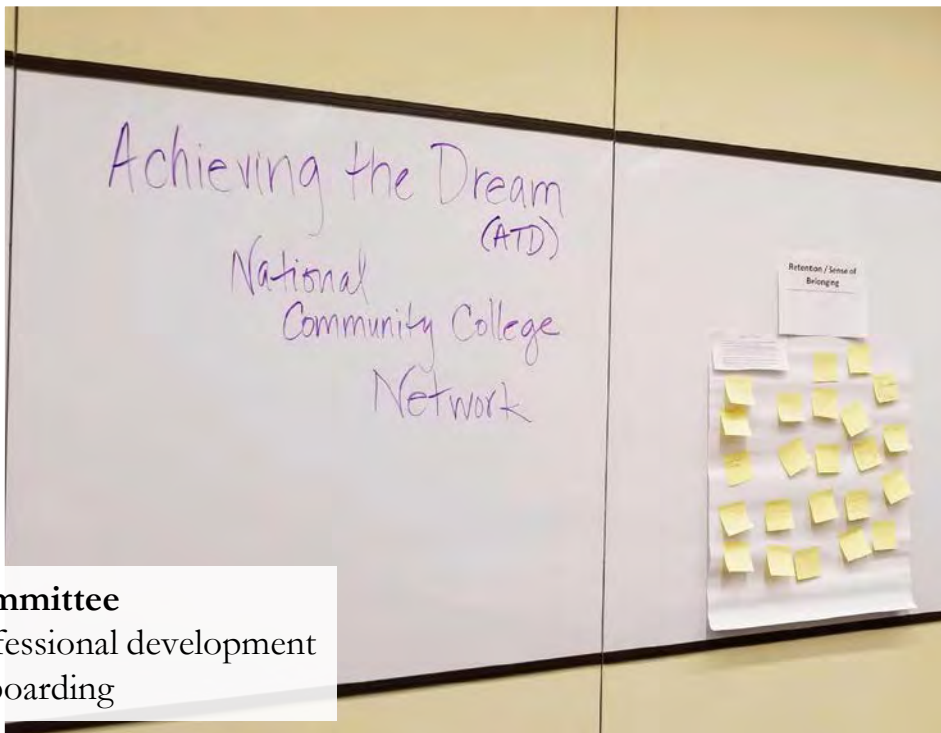 Achieving the Dream
(ATD)
National
Community College
Network
Retention / Sense of
Belonging
mmittee
fessional development
boarding